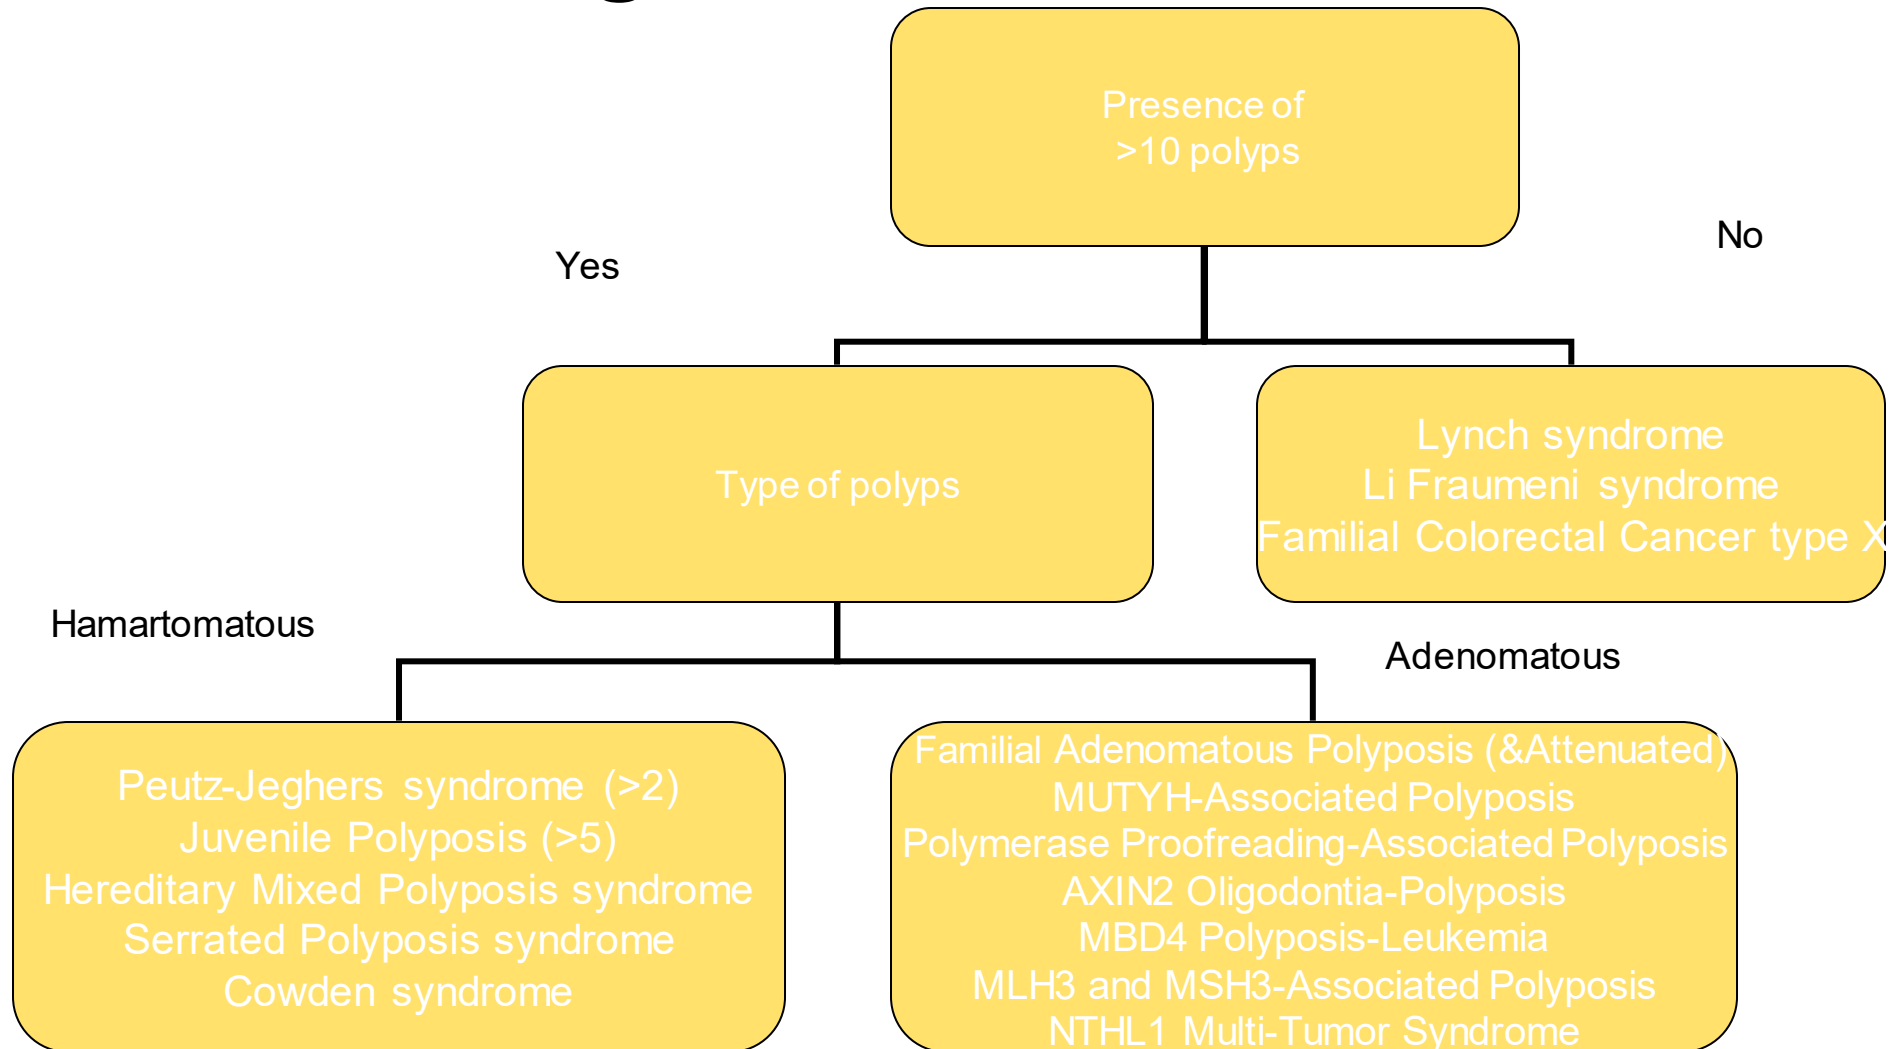 Presence of
>10 polyps
Yes
No
Type of polyps
Lynch syndrome
Li Fraumeni syndrome
Familial Colorectal Cancer type X
Hamartomatous
Adenomatous
Peutz-Jeghers syndrome (>2)
Juvenile Polyposis (>5)
Hereditary Mixed Polyposis syndrome
Serrated Polyposis syndrome
Cowden syndrome
Familial Adenomatous Polyposis (&Attenuated)
MUTYH-Associated Polyposis
Polymerase Proofreading-Associated Polyposis
AXIN2 Oligodontia-Polyposis
MBD4 Polyposis-Leukemia
MLH3 and MSH3-Associated Polyposis
NTHL1 Multi-Tumor Syndrome